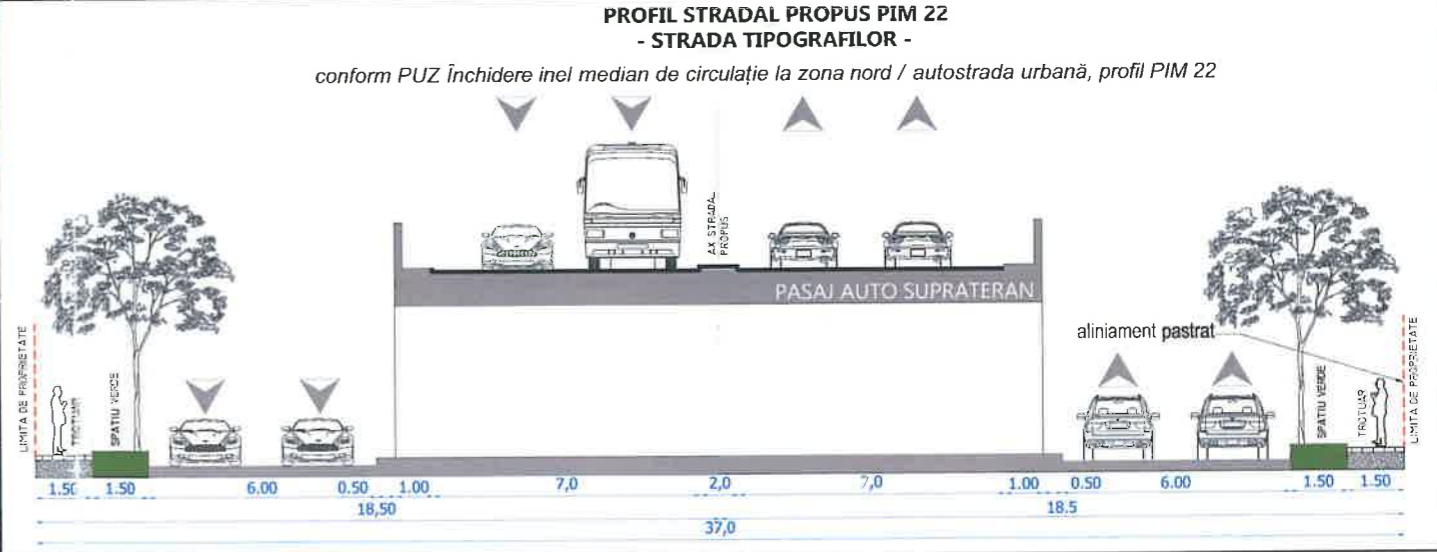 PROFIL STRADAL PROPUS PIM 22
- STRADA TIPOGRAFILOR -
conform PUZ Închidere inel median de circulație la zona nord / autostrada urbană, profil PIM 22
AX STRADAL
PROPUS
PASAJ AUTO SUPRATERAN
aliniament pastrat
LIMITA DE PROPRIETATE
TROTUAR
SPATIU VERDE
SPATIU VERDE
TROTUAR
LIMITA DE PROPRIETATE
1.50 1.50 6.00 0.50 1.00 7,0 2,0 7,0 1.00 0.50 6.00 1.50 1.50
18,50 18.5
37,0